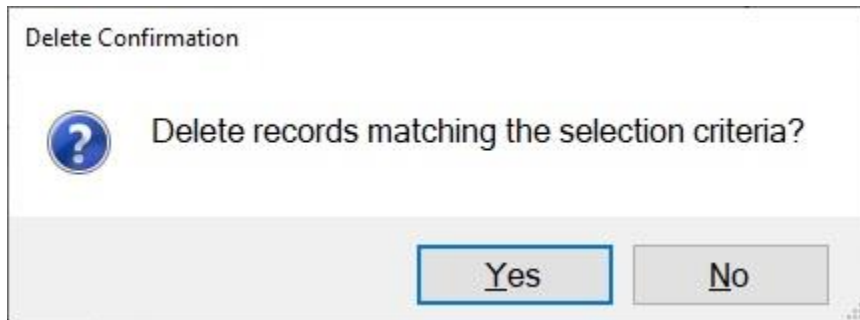 Delete Confirmation
Delete records matching the selection criteria?
Yes
No